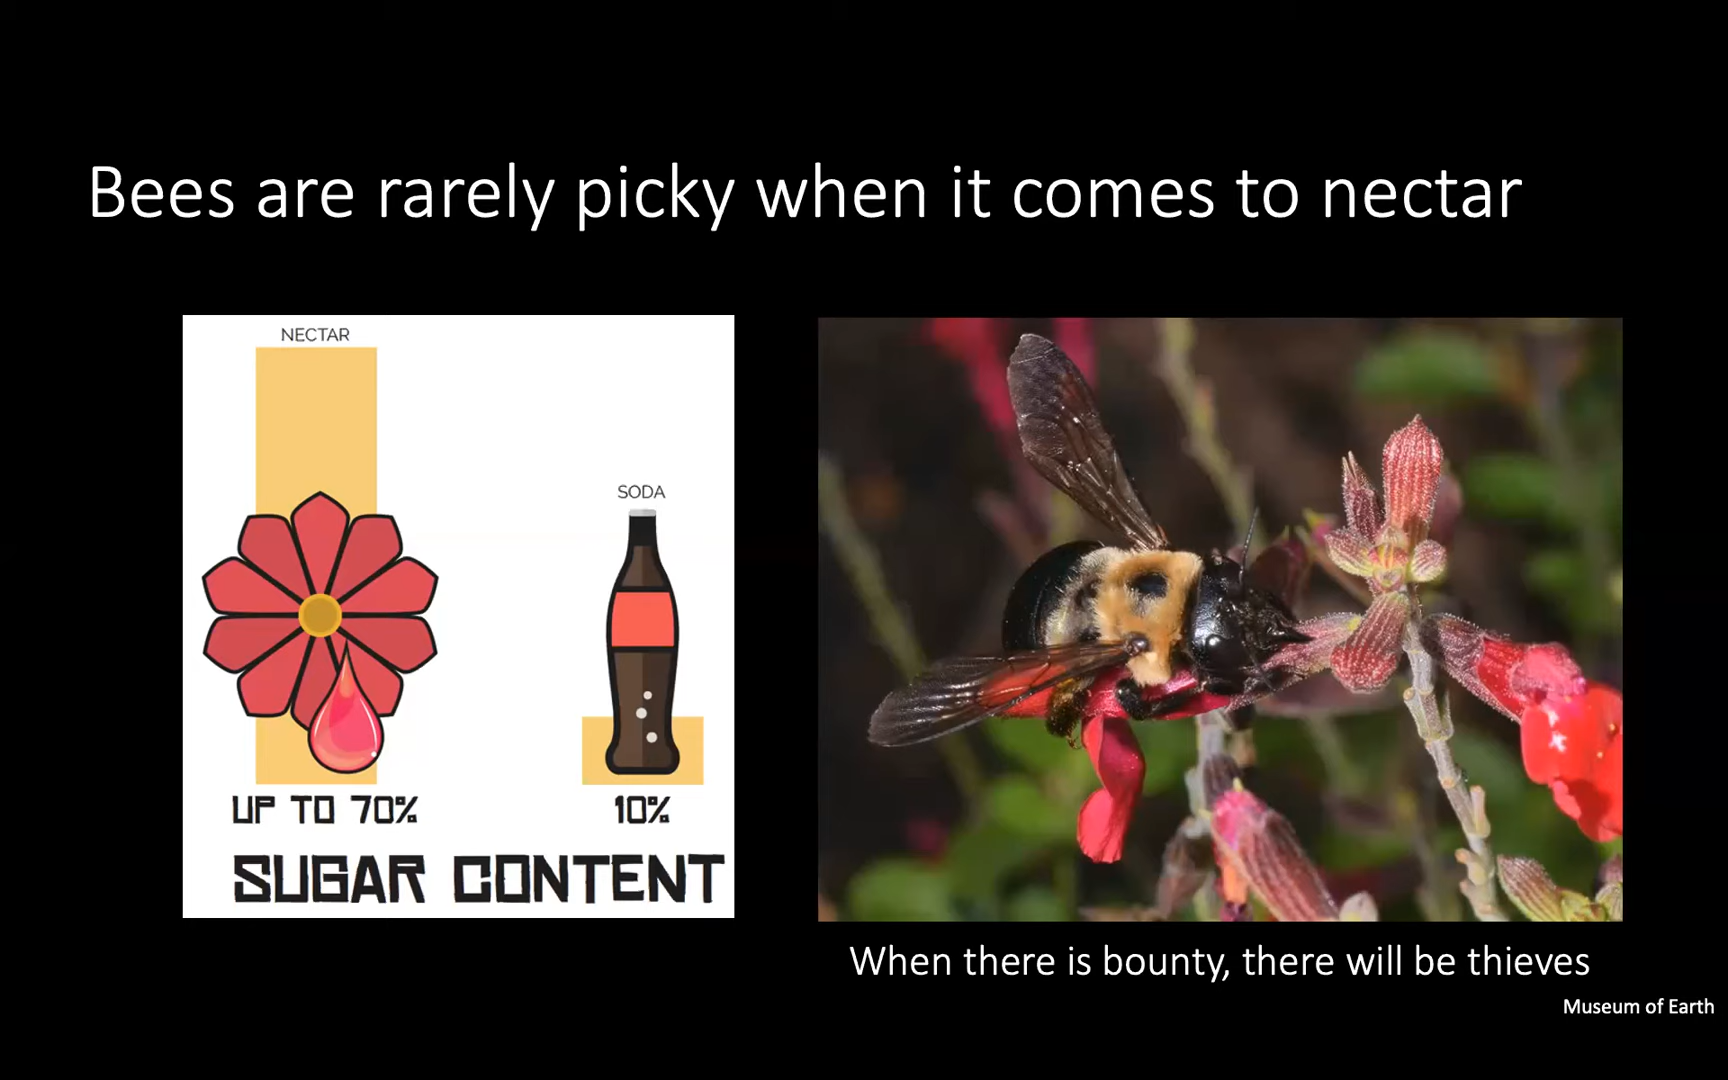 Bees are rarely picky when it comes to nectar
NECTAR
SODA
UP TO 70%
10%
SUGAR CONTENT
When there is bounty, there will be thieves
Museum of Earth